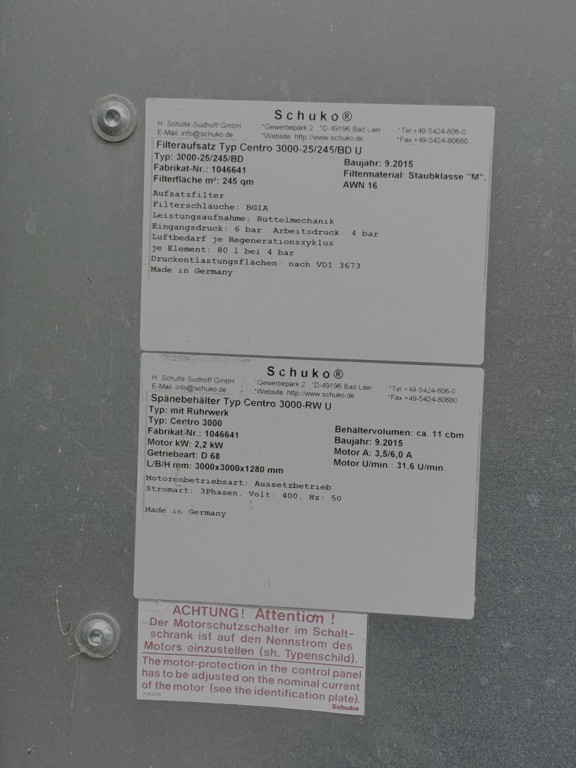 Schuko®
H. Schulte-Südhoff GmbH *Gewerbepark 2 *D-49196 Bad Laer *Tel +49-5424-806-0
E-Mail: info@schuko.de *Website: http://www.schuko.de *Fax +49-5424-80680
Filteraufsatz Typ Centro 3000-25/245/BD U
Typ: 3000-25/245/BD Baujahr: 9.2015
Fabrikat-Nr.: 1046641 Filtermaterial: Staubklasse "M",
Filterfläche m²: 245 qm AWN 16
Aufsatzfilter
Filterschläuche: BGIA
Leistungsaufnahme: Rüttelmechanik
Eingangsdruck: 6 bar Arbeitsdruck: 4 bar
Luftbedarf je Regenerationszyklus
je Element: 80 l bei 4 bar
Druckentlastungsflächen: nach VDI 3673
Made in Germany
Schuko®
H. Schulte Südhoff GmbH *Gewerbepark 2 *D-49196 Bad Laer *Tel +49-5424-806-0
E-Mail: info@schuko.de *Website: http://www.schuko.de *Fax +49-5424-80680
Spänebehälter Typ Centro 3000-RW U
Typ: mit Rührwerk
Typ: Centro 3000 Behältervolumen: ca. 11 cbm
Fabrikat-Nr.: 1046641 Baujahr: 9.2015
Motor kW: 2,2 kW Motor A: 3,5/6,0 A
Getriebeart: D 68 Motor U/min.: 31,6 U/min.
L/B/H mm: 3000x3000x1280 mm
Motorenbetriebsart: Aussetzbetrieb
Stromart: 3Phasen, Volt: 400, Hz: 50
Made in Germany
ACHTUNG! Attention !
Der Motorschutzschalter im Schalt-
schrank ist auf den Nennstrom des
Motors einzustellen (sh. Typenschild).
The motor-protection in the control panel
has to be adjusted on the nominal current
of the motor (see the identification plate).
Schuko